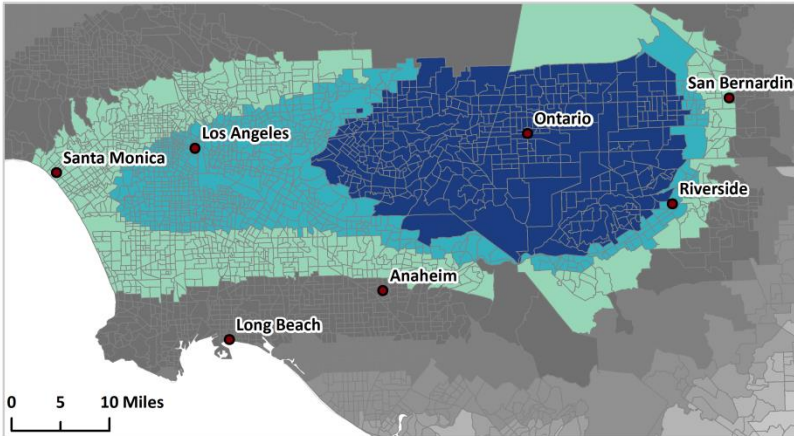 San Bernardin
Ontario
Los Angeles
Santa Monica
Riverside
Anaheim
Long Beach
0 5 10 Miles